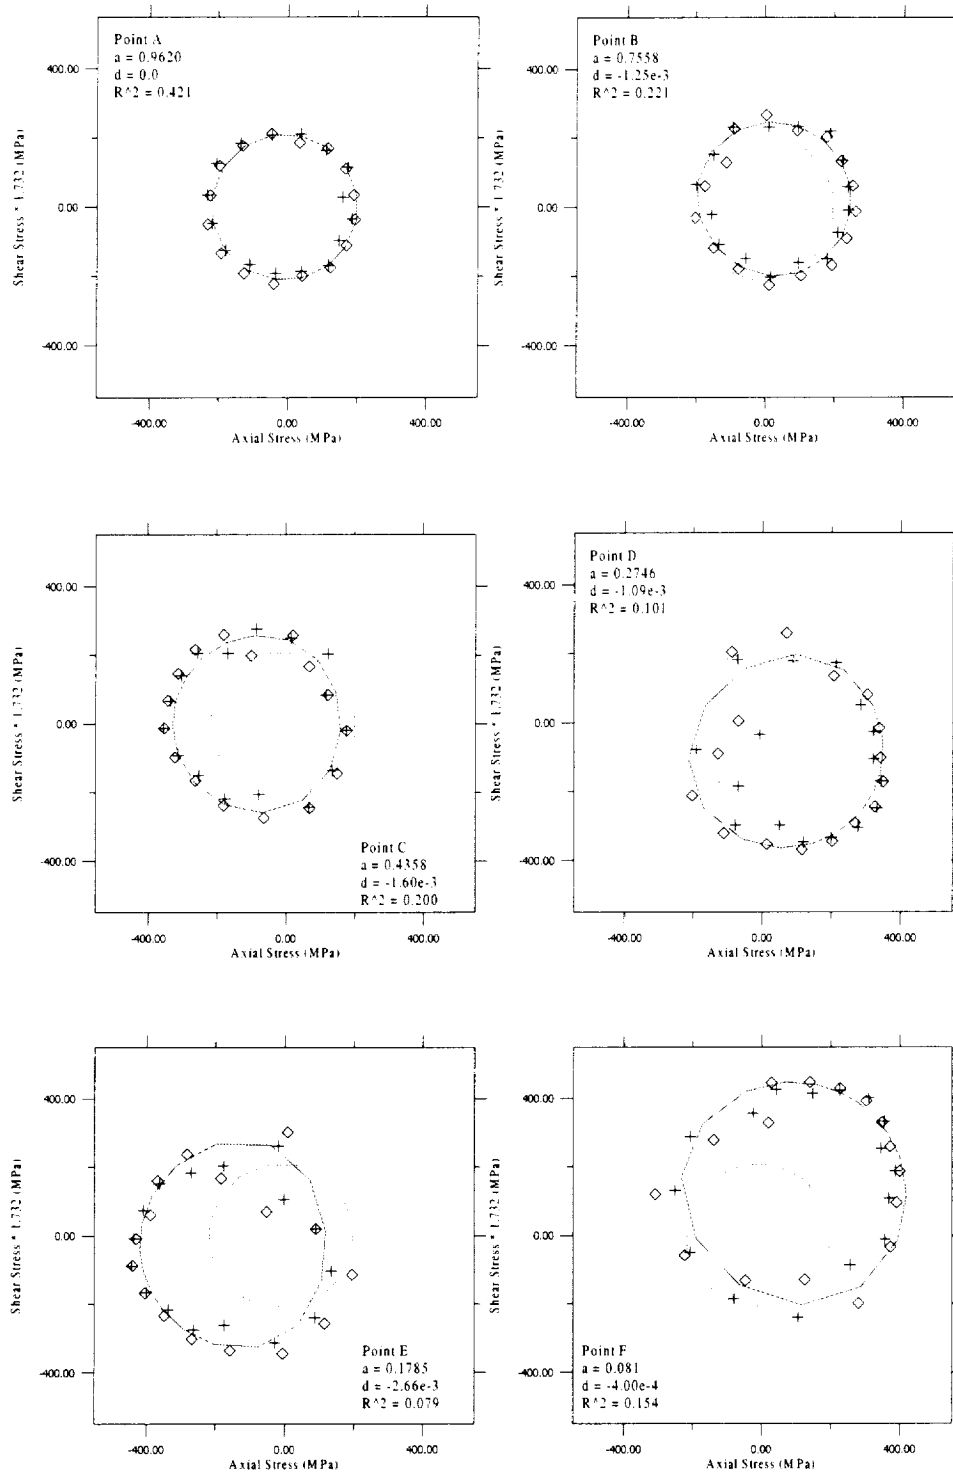 Point A
a = 0.9620
d = 0.0
R^2 = 0.421
400.00
0.00
-400.00
Shear Stress * 1.732 (MPa)
-400.00
0.00
400.00
Axial Stress (MPa)
Point B
a = 0.7558
d = -1.25e-3
R^2 = 0.221
400.00
0.00
-400.00
Shear Stress * 1.732 (MPa)
-400.00
0.00
400.00
Axial Stress (MPa)
400.00
0.00
-400.00
Shear Stress * 1.732 (MPa)
Point C
a = 0.4358
d = -1.60e-3
R^2 = 0.200
-400.00
0.00
400.00
Axial Stress (MPa)
Point D
a = 0.2746
d = -1.09e-3
R^2 = 0.101
400.00
0.00
-400.00
Shear Stress * 1.732 (MPa)
-400.00
0.00
400.00
Axial Stress (MPa)
400.00
0.00
-400.00
Shear Stress * 1.732 (MPa)
Point E
a = 0.1785
d = -2.66e-3
R^2 = 0.079
-400.00
0.00
400.00
Axial Stress (MPa)
400.00
0.00
-400.00
Shear Stress * 1.732 (MPa)
Point F
a = 0.081
d = -4.00e-4
R^2 = 0.154
-400.00
0.00
400.00
Axial Stress (MPa)